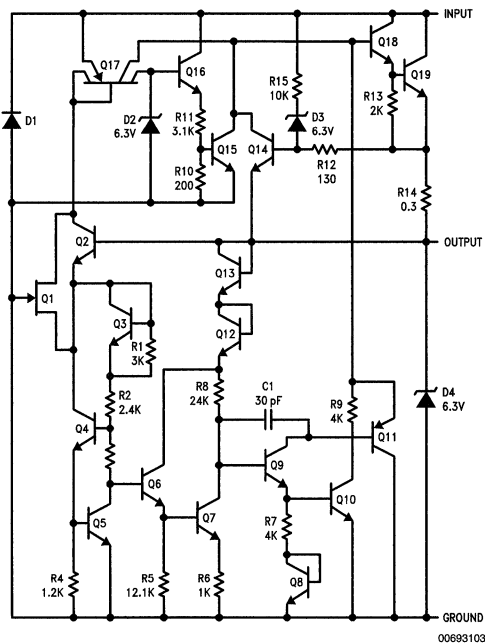 INPUT
Q17
Q18
Q16
Q19
R15
10K
R13
2K
D1
D2
6.3V
R11
3.1K
D3
6.3V
Q15
Q14
R10
200
R12
130
R14
0.3
Q2
OUTPUT
Q13
Q1
Q3
Q12
R1
3K
R2
2.4K
R8
24K
C1
30 pF
R9
4K
D4
6.3V
Q4
Q11
Q9
Q6
Q10
Q5
Q7
R7
4K
R4
1.2K
R5
12.1K
R6
1K
Q8
GROUND
00693103